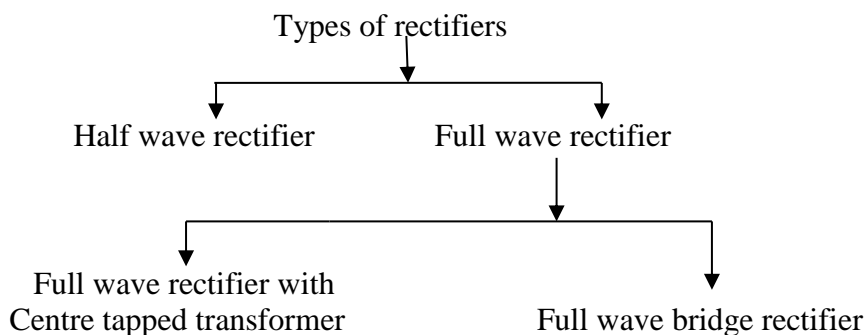 Types of rectifiers
Half wave rectifier
Full wave rectifier
Full wave rectifier with
Centre tapped transformer
Full wave bridge rectifier